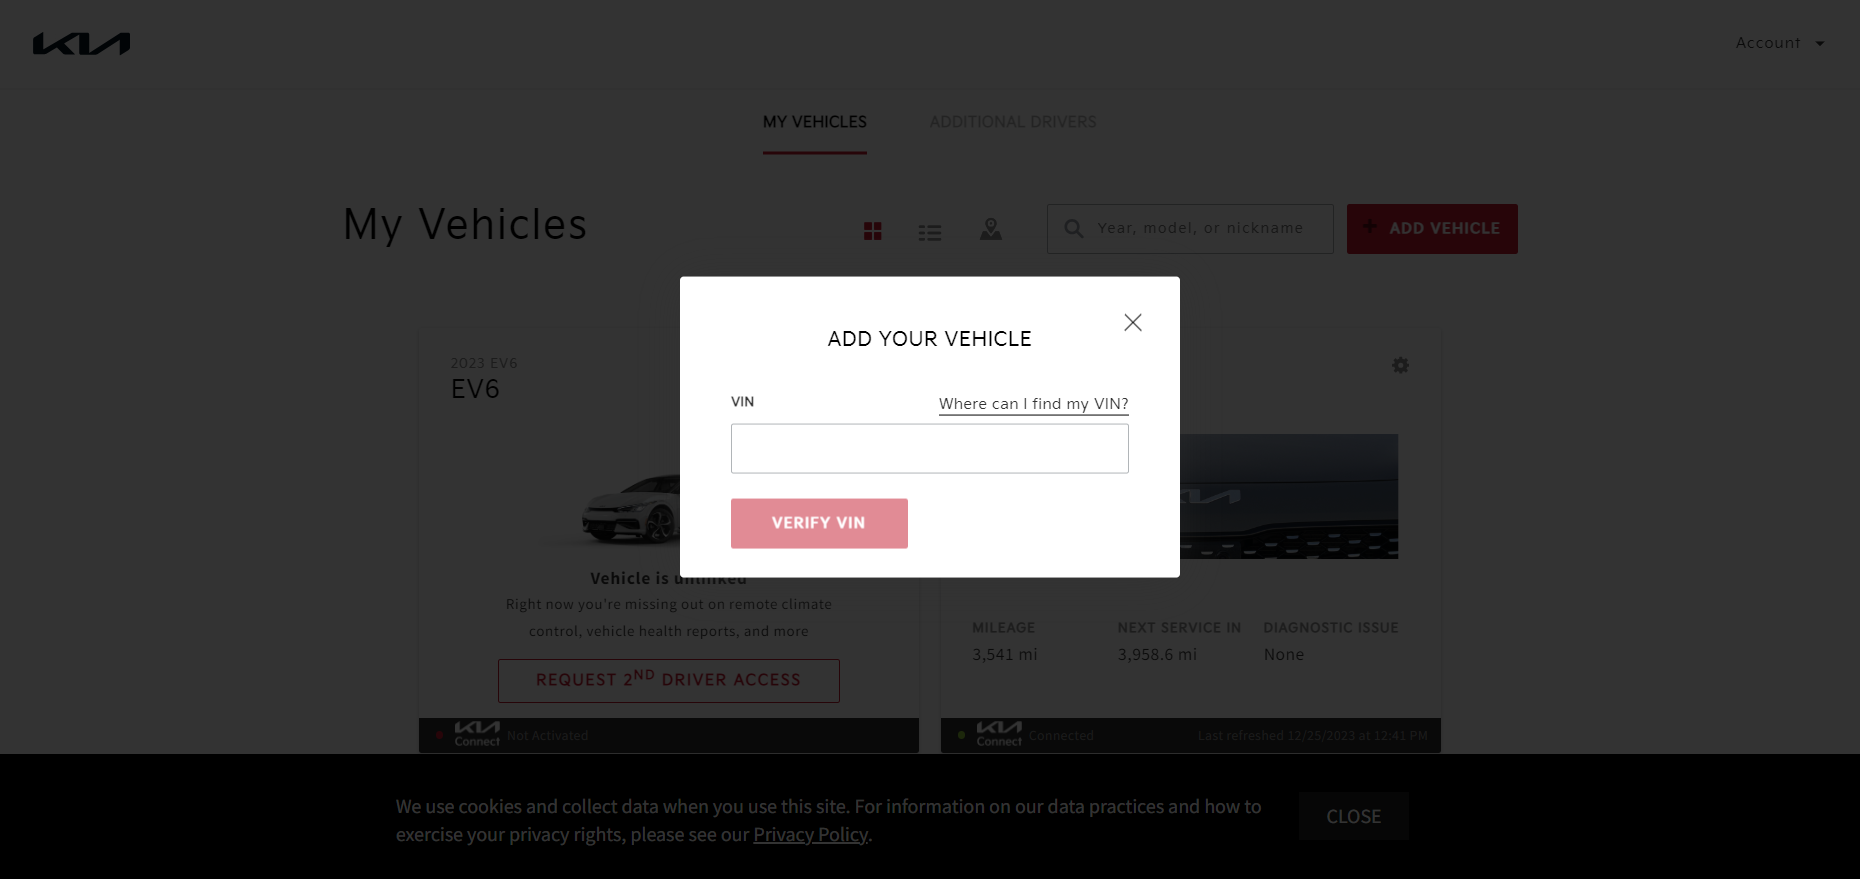 KIA
Account
MY VEHICLES
ADDITIONAL DRIVERS
My Vehicles
Year, model, or nickname
+ ADD VEHICLE
ADD YOUR VEHICLE
VIN
Where can I find my VIN?
VERIFY VIN
2023 EV6
EV6
Vehicle is unlinked
Right now you're missing out on remote climate
control, vehicle health reports, and more
REQUEST 2ND DRIVER ACCESS
KIA Connect Not Activated
KIA
MILEAGE NEXT SERVICE IN DIAGNOSTIC ISSUE
3,541 mi 3,958.6 mi None
KIA Connect Connected Last refreshed 12/25/2023 at 12:41 PM
We use cookies and collect data when you use this site. For information on our data practices and how to
exercise your privacy rights, please see our Privacy Policy.
CLOSE